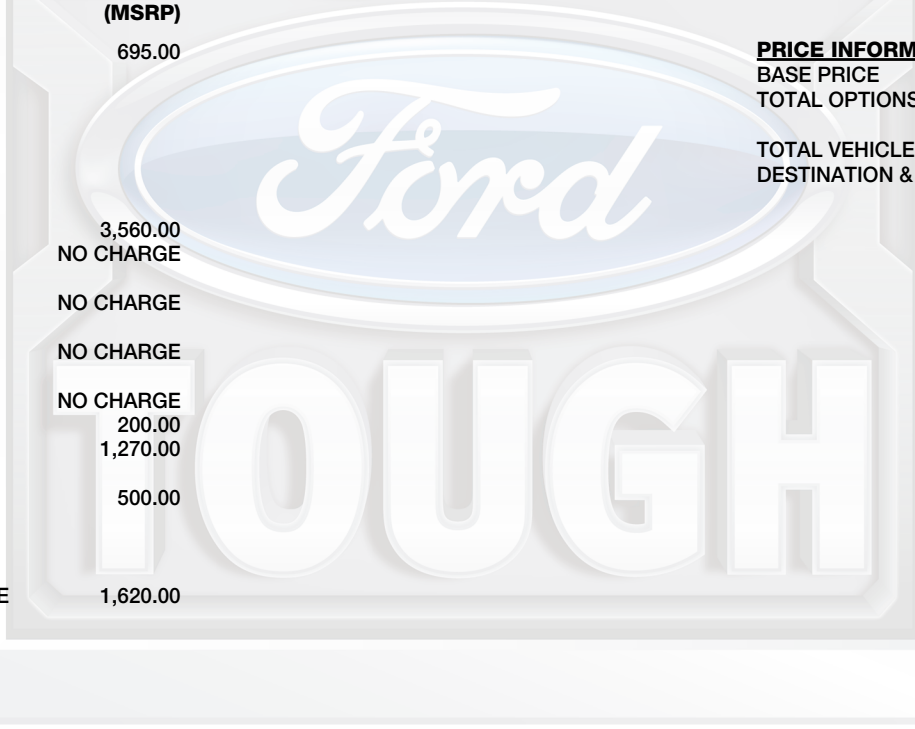 (MSRP)
695.00
3,560.00
NO CHARGE
NO CHARGE
NO CHARGE
NO CHARGE
200.00
1,270.00
500.00
E 1,620.00
PRICE INFORM
BASE PRICE
TOTAL OPTIONS
TOTAL VEHICLE
DESTINATION &
Ford
TOUGH